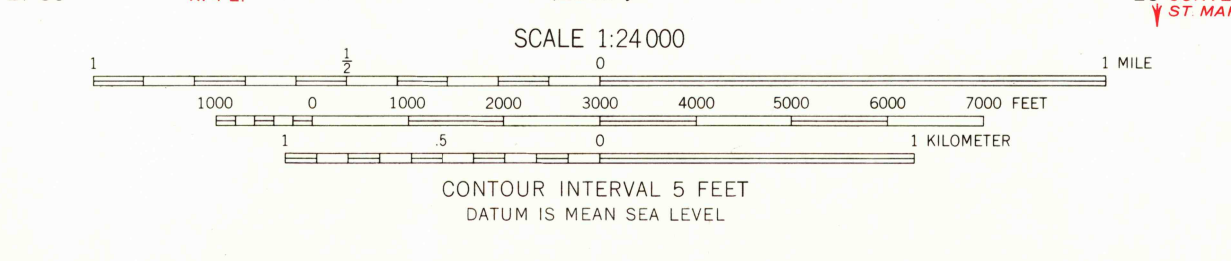 ST. MAR
SCALE 1:24 000
1 1/2 0 1 MILE
1000 0 1000 2000 3000 4000 5000 6000 7000 FEET
1 .5 0 1 KILOMETER
CONTOUR INTERVAL 5 FEET
DATUM IS MEAN SEA LEVEL